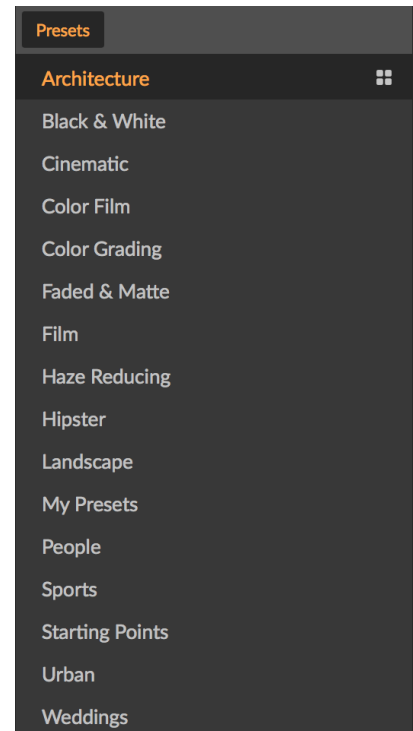 Presets
Architecture
Black & White
Cinematic
Color Film
Color Grading
Faded & Matte
Film
Haze Reducing
Hipster
Landscape
My Presets
People
Sports
Starting Points
Urban
Weddings